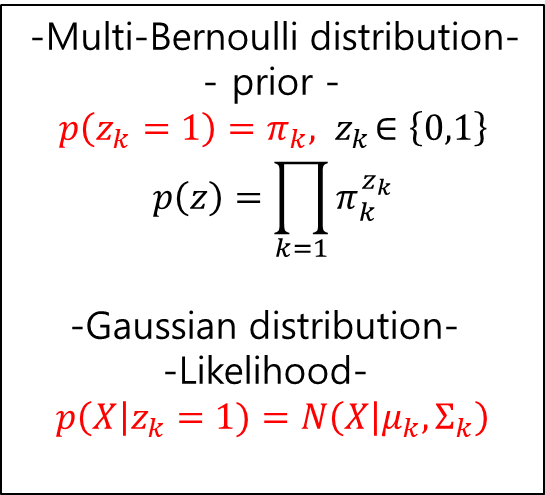 -Multi-Bernoulli distribution-
- prior -
p(z_k = 1) = π_k, z_k ∈ {0,1}
p(z) = ∏_{k=1} π_k^{z_k}
-Gaussian distribution-
-Likelihood-
p(X|z_k = 1) = N(X|μ_k, Σ_k)